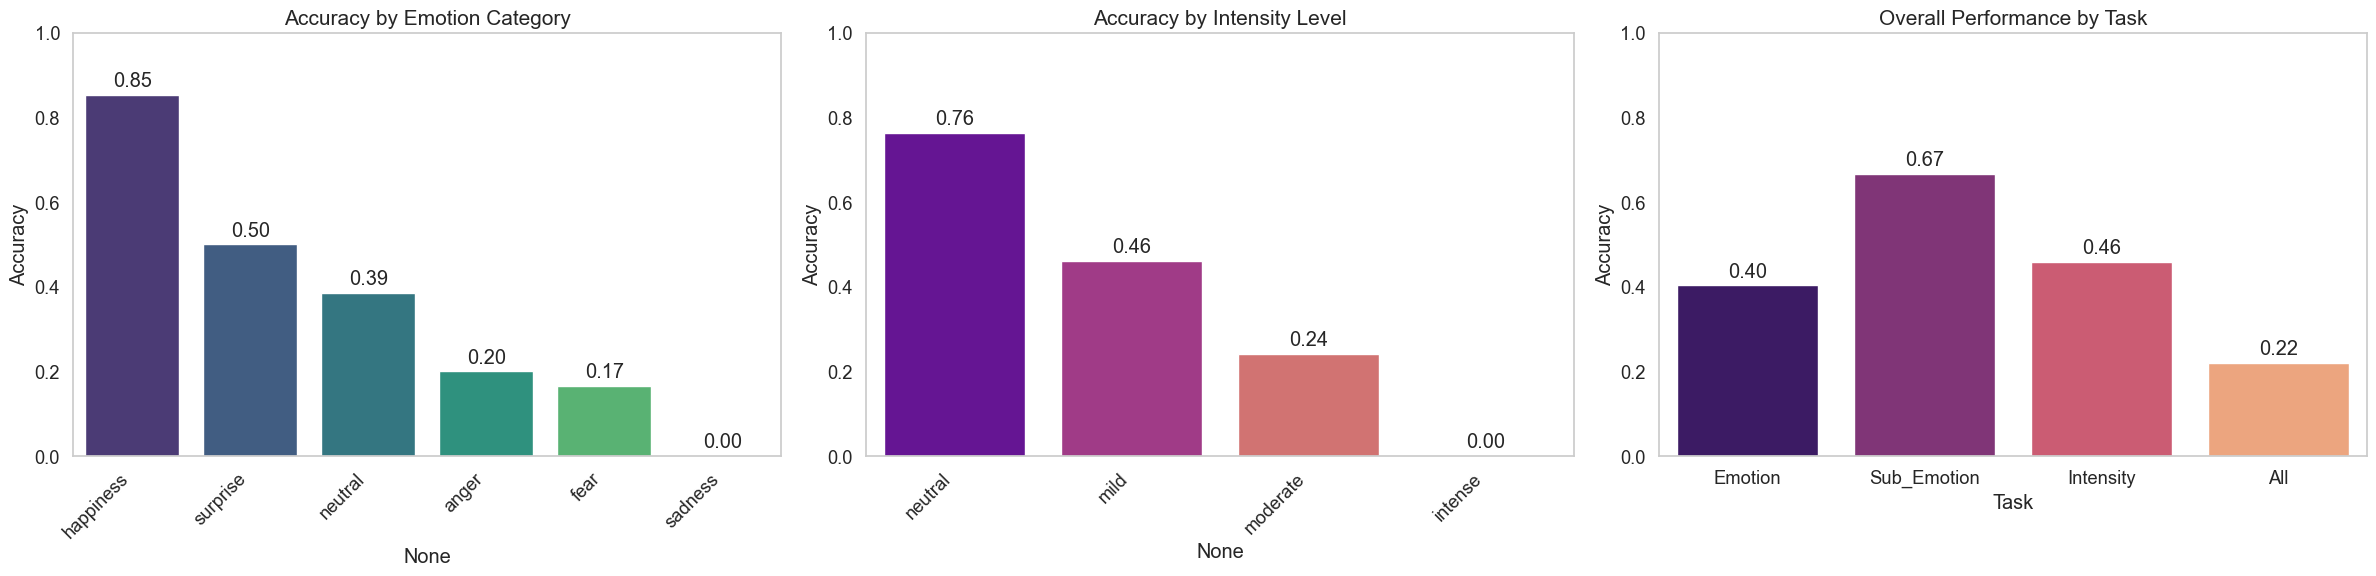 Accuracy by Emotion Category
1.0
0.8
0.6
0.4
0.2
0.0
Accuracy
0.85
0.50
0.39
0.20
0.17
0.00
happiness
surprise
neutral
anger
fear
sadness
None
Accuracy by Intensity Level
1.0
0.8
0.6
0.4
0.2
0.0
Accuracy
0.76
0.46
0.24
0.00
neutral
mild
moderate
intense
None
Overall Performance by Task
1.0
0.8
0.6
0.4
0.2
0.0
Accuracy
0.40
0.67
0.46
0.22
Emotion
Sub_Emotion
Intensity
All
Task